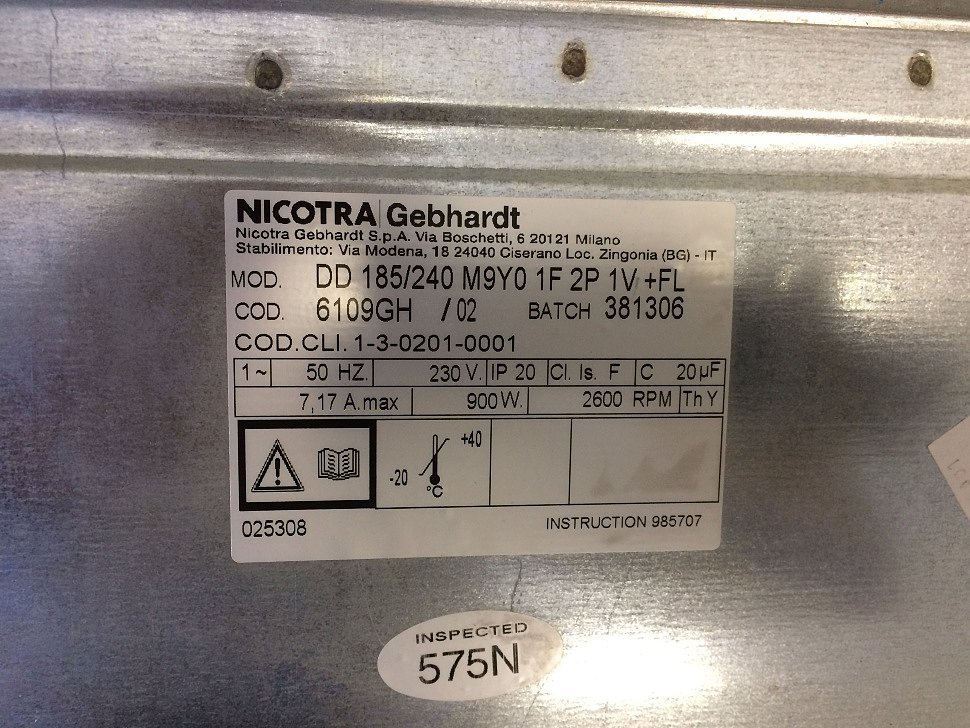 NICOTRA Gebhardt
Nicotra Gebhardt S.p.A. Via Boschetti, 6 20121 Milano
Stabilimento: Via Modena, 18 24040 Ciserano Loc. Zingonia (BG) - IT
MOD. DD 185/240 M9Y0 1F 2P 1V +FL
COD. 6109GH /02 BATCH 381306
COD.CLI. 1-3-0201-0001
1~ 50 HZ. 230 V. IP 20 Cl. Is. F C 20µF
7,17 A.max 900W. 2600 RPM Th Y
+40
-20
°C
025308 INSTRUCTION 985707
INSPECTED
575N